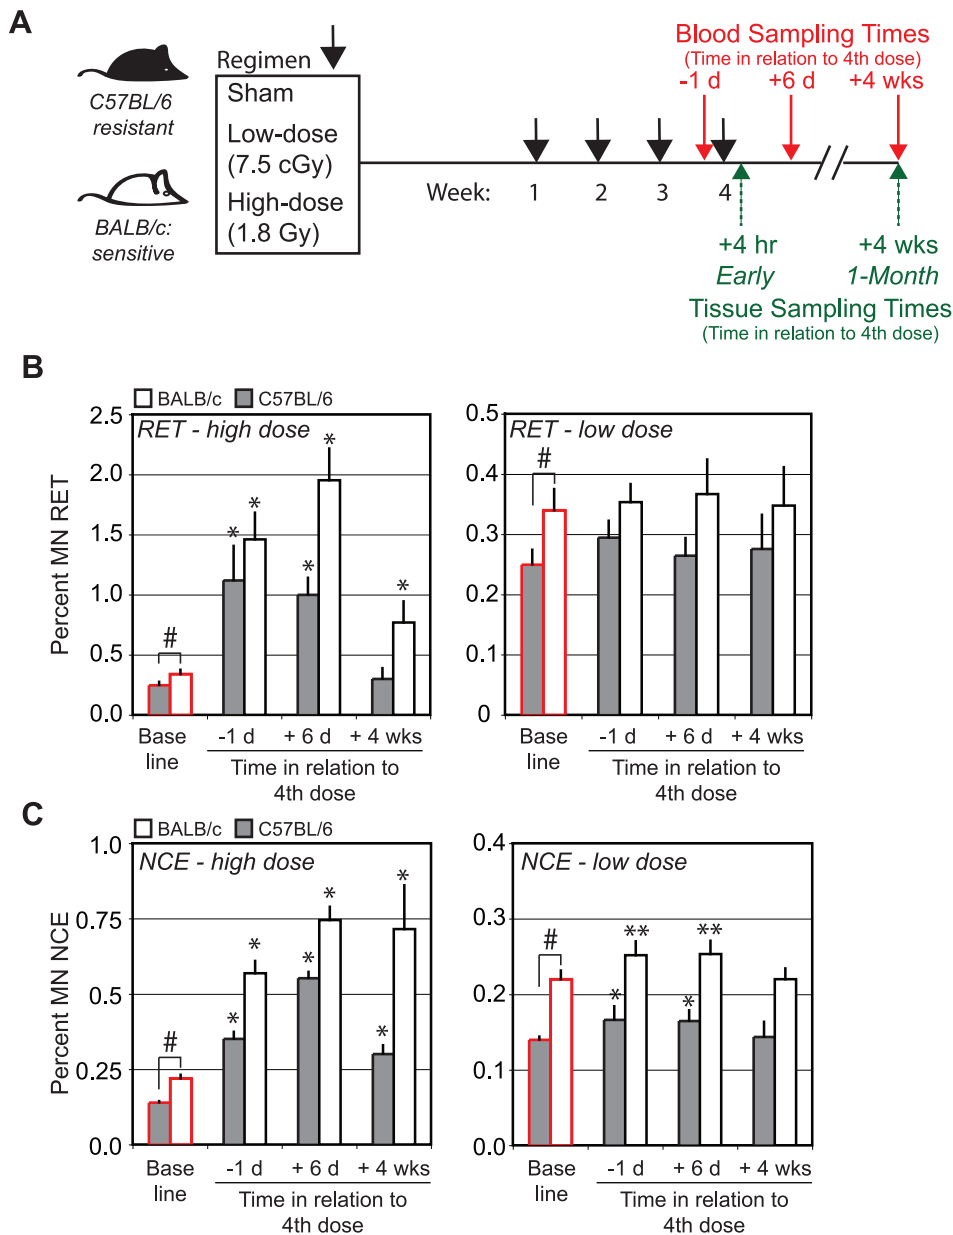 A
C57BL/6
resistant
BALB/c:
sensitive
Regimen
Sham
Low-dose
(7.5 cGy)
High-dose
(1.8 Gy)
Week:
1
2
3
4
Blood Sampling Times
(Time in relation to 4th dose)
-1 d
+6 d
+4 wks
+4 hr
+4 wks
Early
1-Month
Tissue Sampling Times
(Time in relation to 4th dose)
B
BALB/c
C57BL/6
RET - high dose
Percent MN RET
2.5
2.0
1.5
1.0
0.5
0.0
#
*
*
*
*
*
Base
line
-1 d
+ 6 d
+ 4 wks
Time in relation to
4th dose
RET - low dose
0.5
0.4
0.3
0.2
0.1
0
#
Base
line
-1 d
+ 6 d
+ 4 wks
Time in relation to
4th dose
C
BALB/c
C57BL/6
NCE - high dose
Percent MN NCE
1.0
0.75
0.5
0.25
0.0
#
*
*
*
*
*
*
Base
line
-1 d
+ 6 d
+ 4 wks
Time in relation to
4th dose
NCE - low dose
0.4
0.3
0.2
0.1
0.0
#
*
**
*
**
Base
line
-1 d
+ 6 d
+ 4 wks
Time in relation to
4th dose